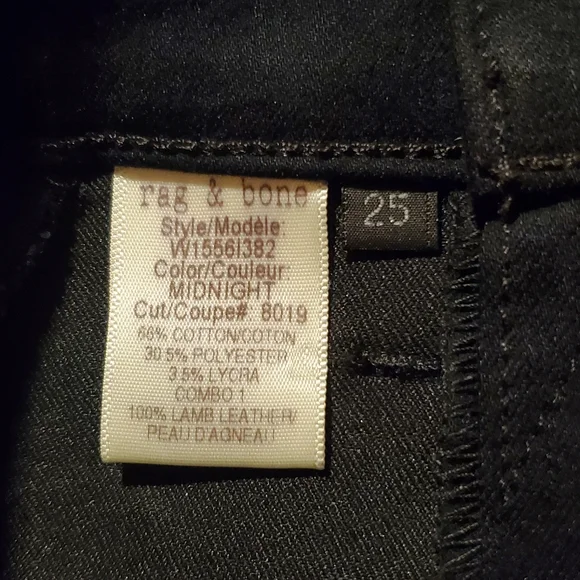 rag & bone
Style/Modèle:
W1556I382
Color/Couleur:
MIDNIGHT
Cut/Coupe# 8019
66% COTTON/COTON
30.5% POLYESTER
3.5% LYCRA
COMBO 1
100% LAMB LEATHER/
PEAU D'AGNEAU
25